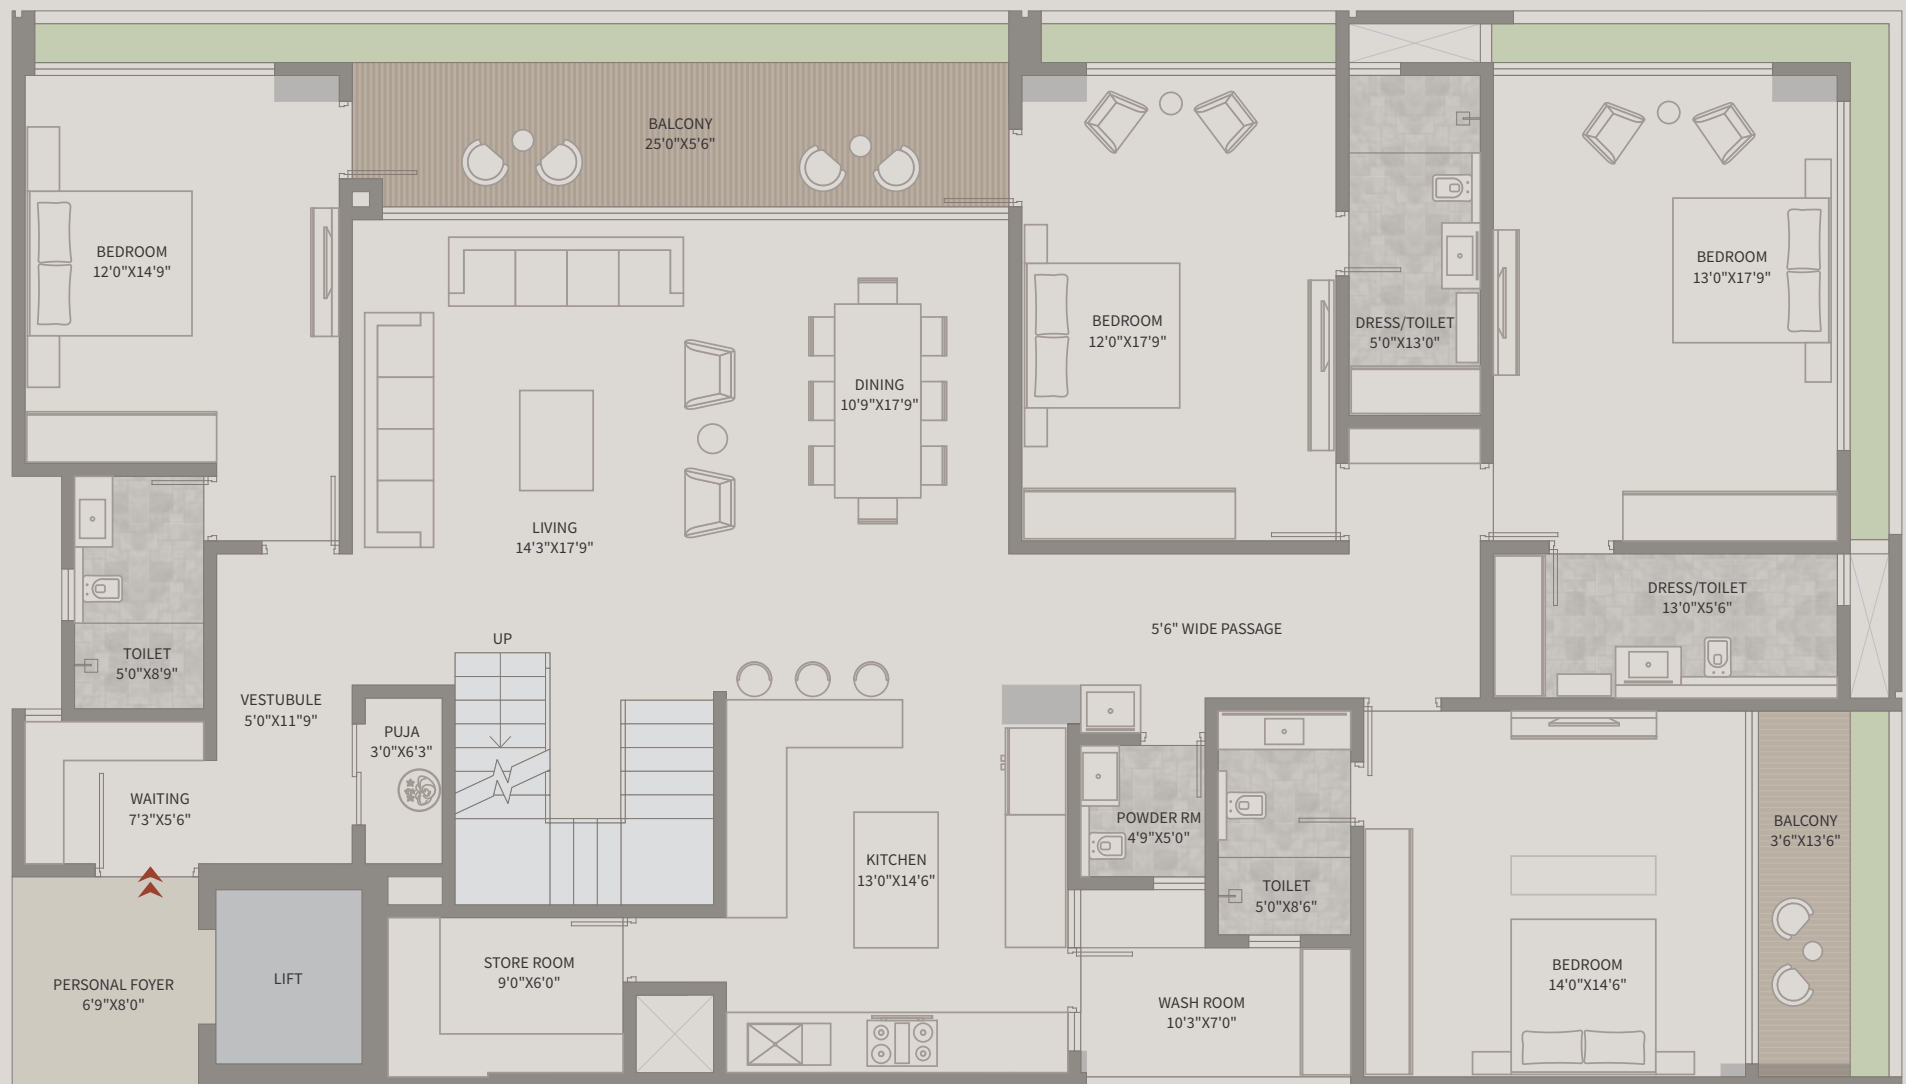 BALCONY
25'0"X5'6"
BEDROOM
12'0"X14'9"
BEDROOM
12'0"X17'9"
DRESS/TOILET
5'0"X13'0"
BEDROOM
13'0"X17'9"
DINING
10'9"X17'9"
LIVING
14'3"X17'9"
DRESS/TOILET
13'0"X5'6"
5'6" WIDE PASSAGE
UP
TOILET
5'0"X8'9"
VESTUBULE
5'0"X11'9"
PUJA
3'0"X6'3"
WAITING
7'3"X5'6"
POWDER RM
4'9"X5'0"
BALCONY
3'6"X13'6"
KITCHEN
13'0"X14'6"
TOILET
5'0"X8'6"
PERSONAL FOYER
6'9"X8'0"
LIFT
STORE ROOM
9'0"X6'0"
WASH ROOM
10'3"X7'0"
BEDROOM
14'0"X14'6"